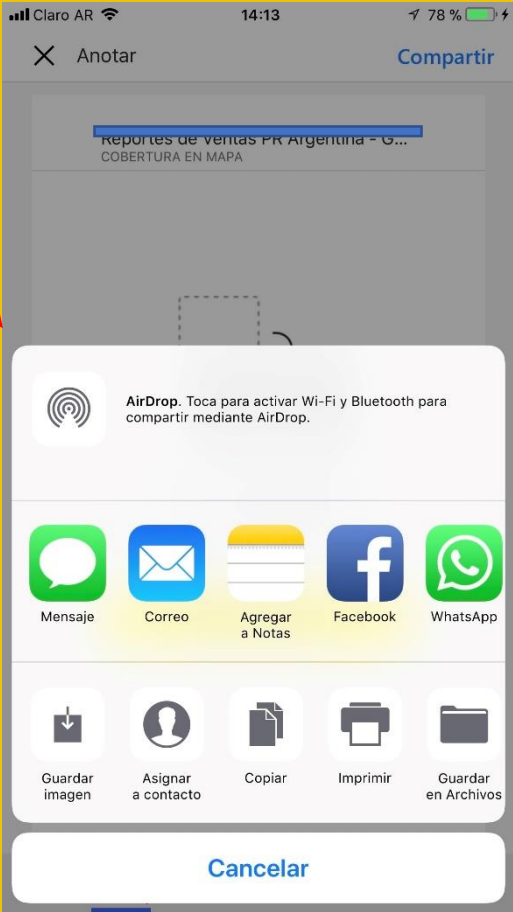 Claro AR 14:13 78 %
Anotar Compartir
Reportes de Ventas PR Argentina - G...
COBERTURA EN MAPA
AirDrop. Toca para activar Wi-Fi y Bluetooth para
compartir mediante AirDrop.
Mensaje Correo Agregar Facebook WhatsApp
a Notas
Guardar Asignar Copiar Imprimir Guardar
imagen a contacto en Archivos
Cancelar